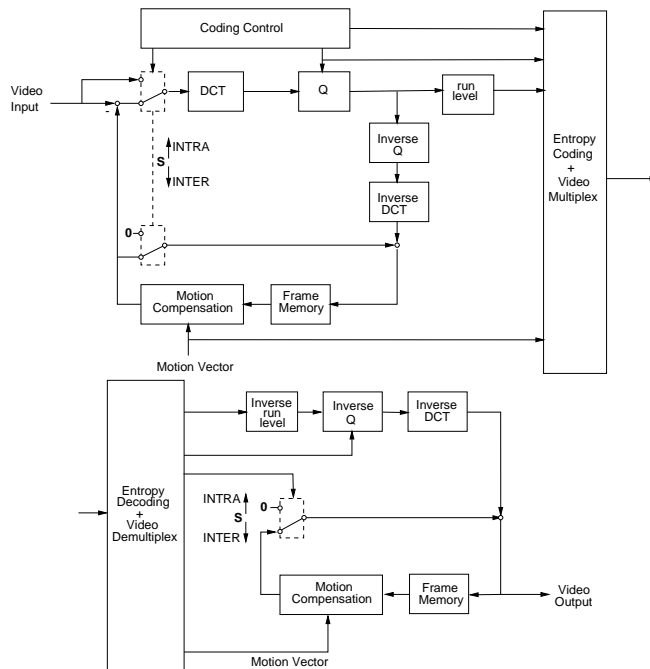 Coding Control
Video
Input
-
DCT
Q
run
level
INTRA
S
INTER
Inverse
Q
Inverse
DCT
Entropy
Coding
+
Video
Multiplex
0
Motion
Compensation
Frame
Memory
Motion Vector
Inverse
run
level
Inverse
Q
Inverse
DCT
Entropy
Decoding
+
Video
Demultiplex
INTRA
S
INTER
0
Motion
Compensation
Frame
Memory
Video
Output
Motion Vector